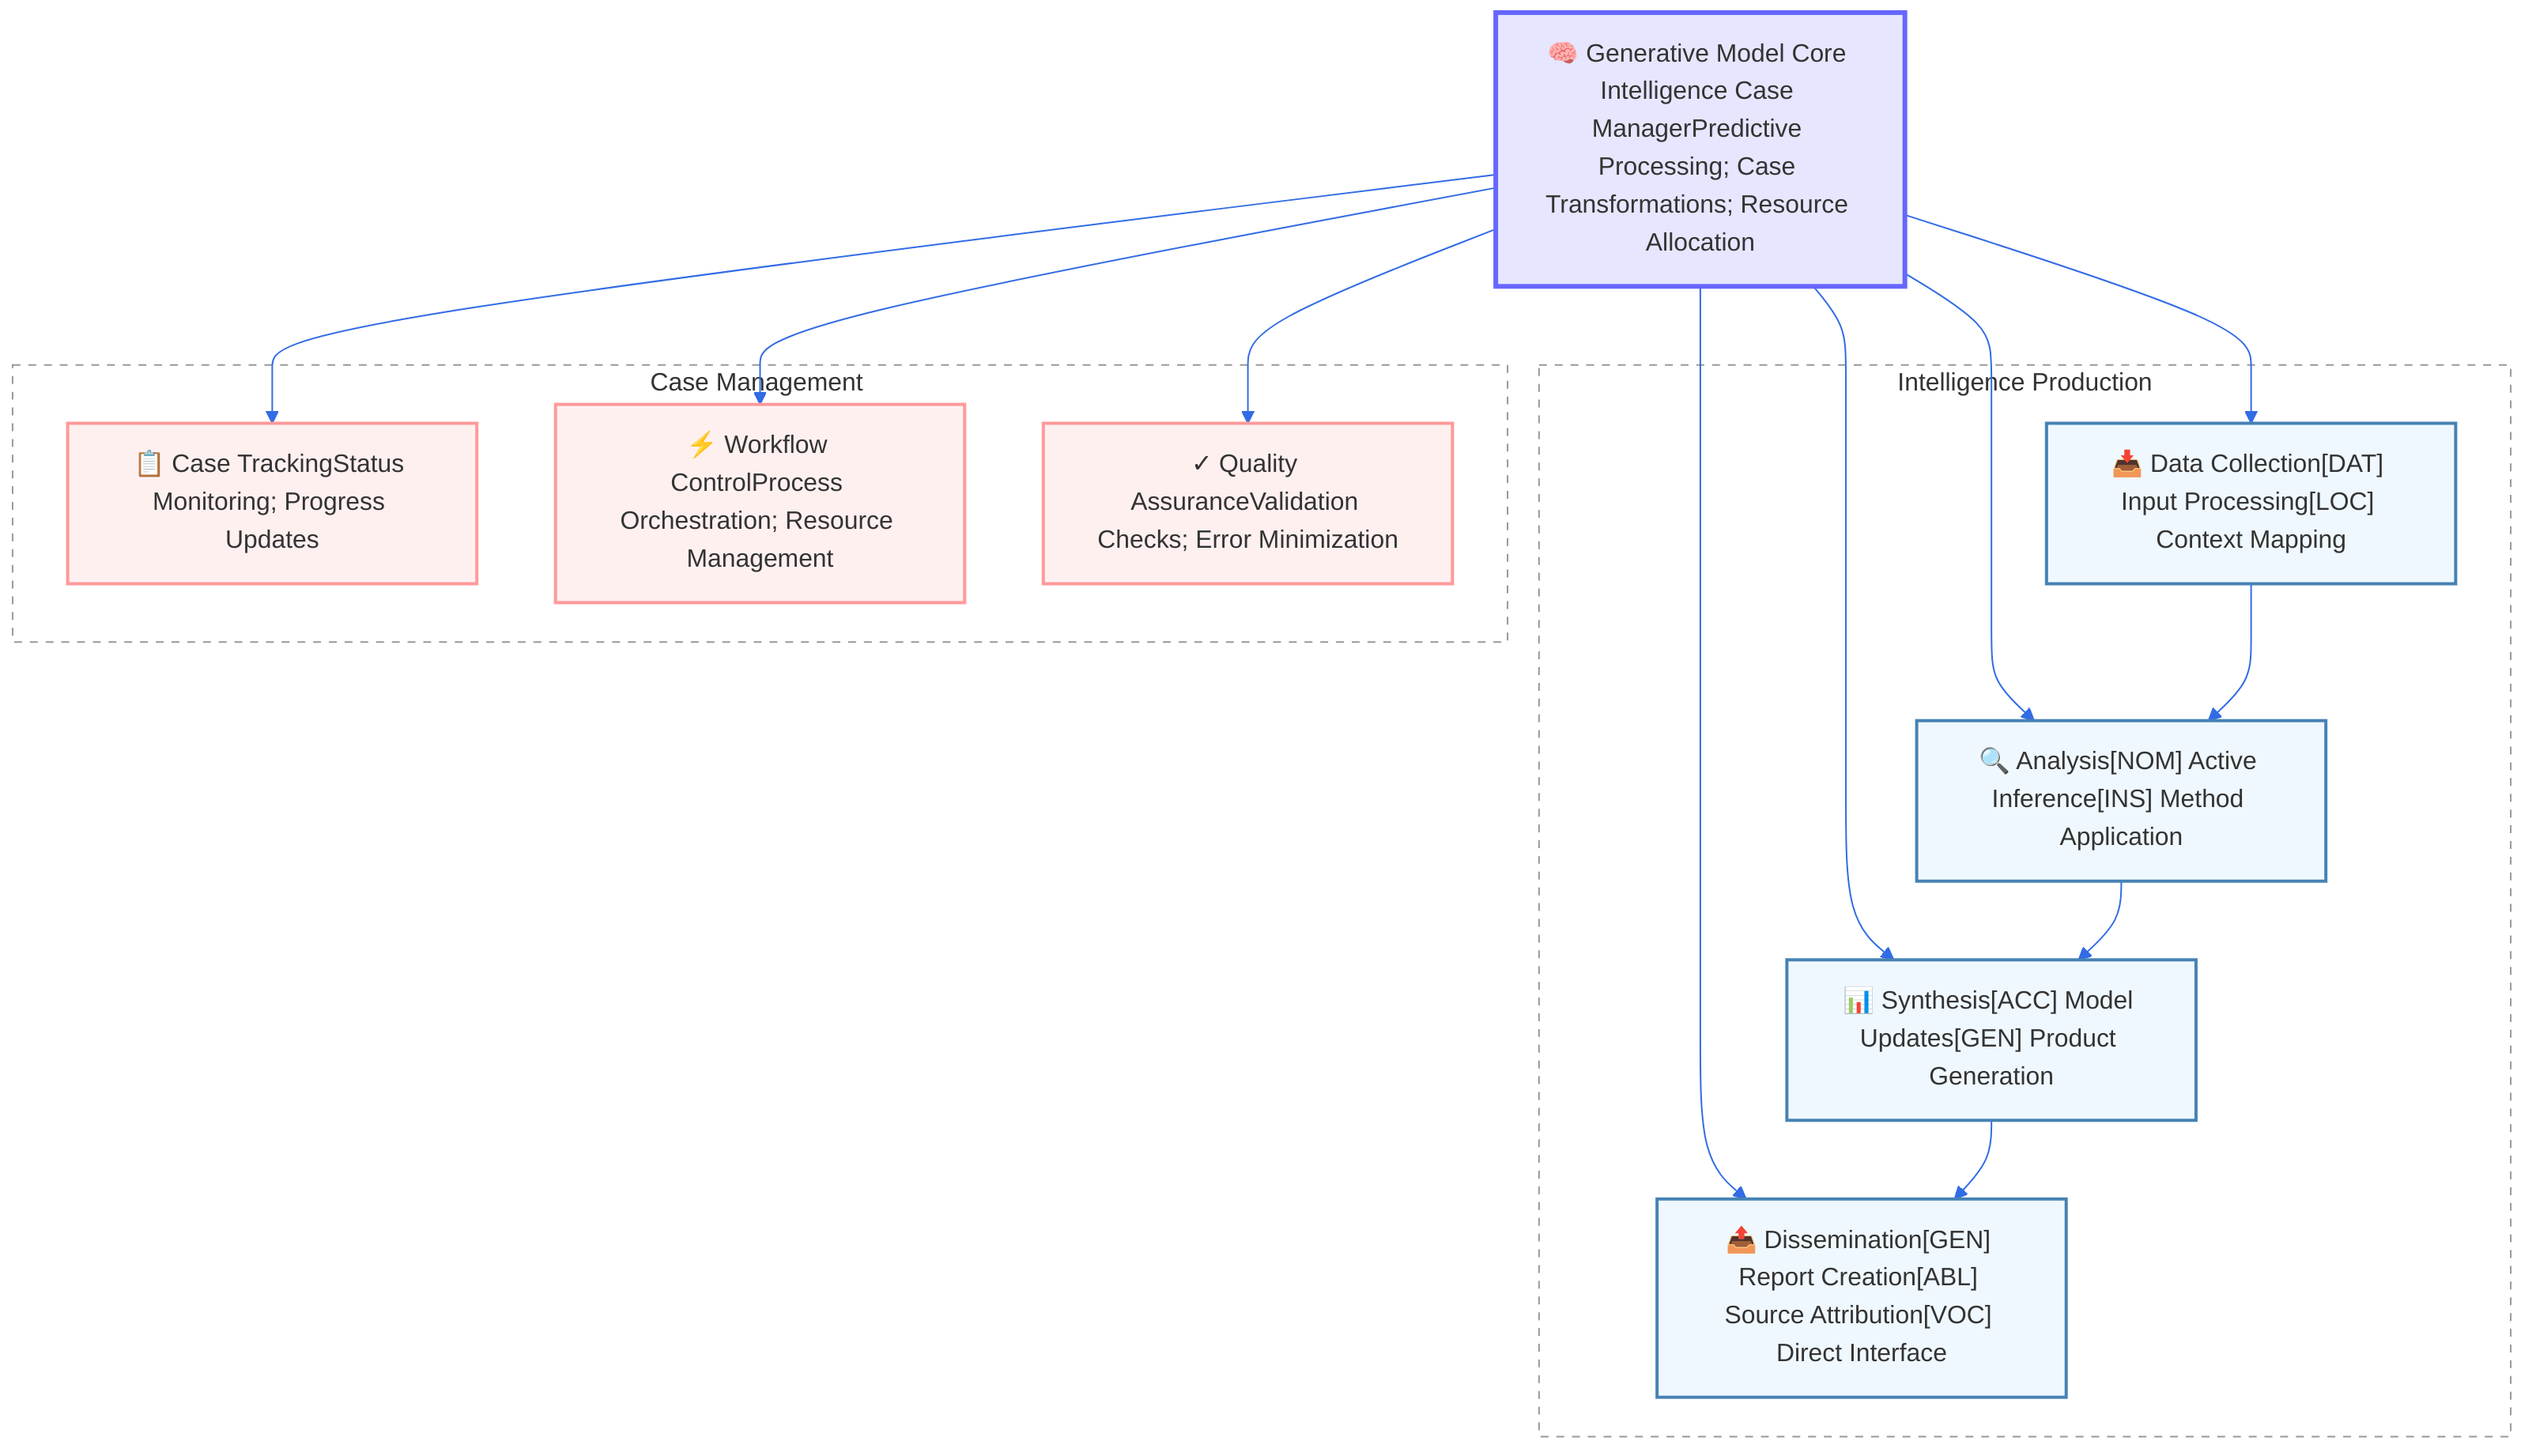 🧠 Generative Model Core
Intelligence Case
ManagerPredictive
Processing; Case
Transformations; Resource
Allocation
Case Management
📋 Case TrackingStatus
Monitoring; Progress
Updates
⚡ Workflow
ControlProcess
Orchestration; Resource
Management
✓ Quality
AssuranceValidation
Checks; Error Minimization
Intelligence Production
📥 Data Collection[DAT]
Input Processing[LOC]
Context Mapping
🔍 Analysis[NOM] Active
Inference[INS] Method
Application
📊 Synthesis[ACC] Model
Updates[GEN] Product
Generation
📤 Dissemination[GEN]
Report Creation[ABL]
Source Attribution[VOC]
Direct Interface